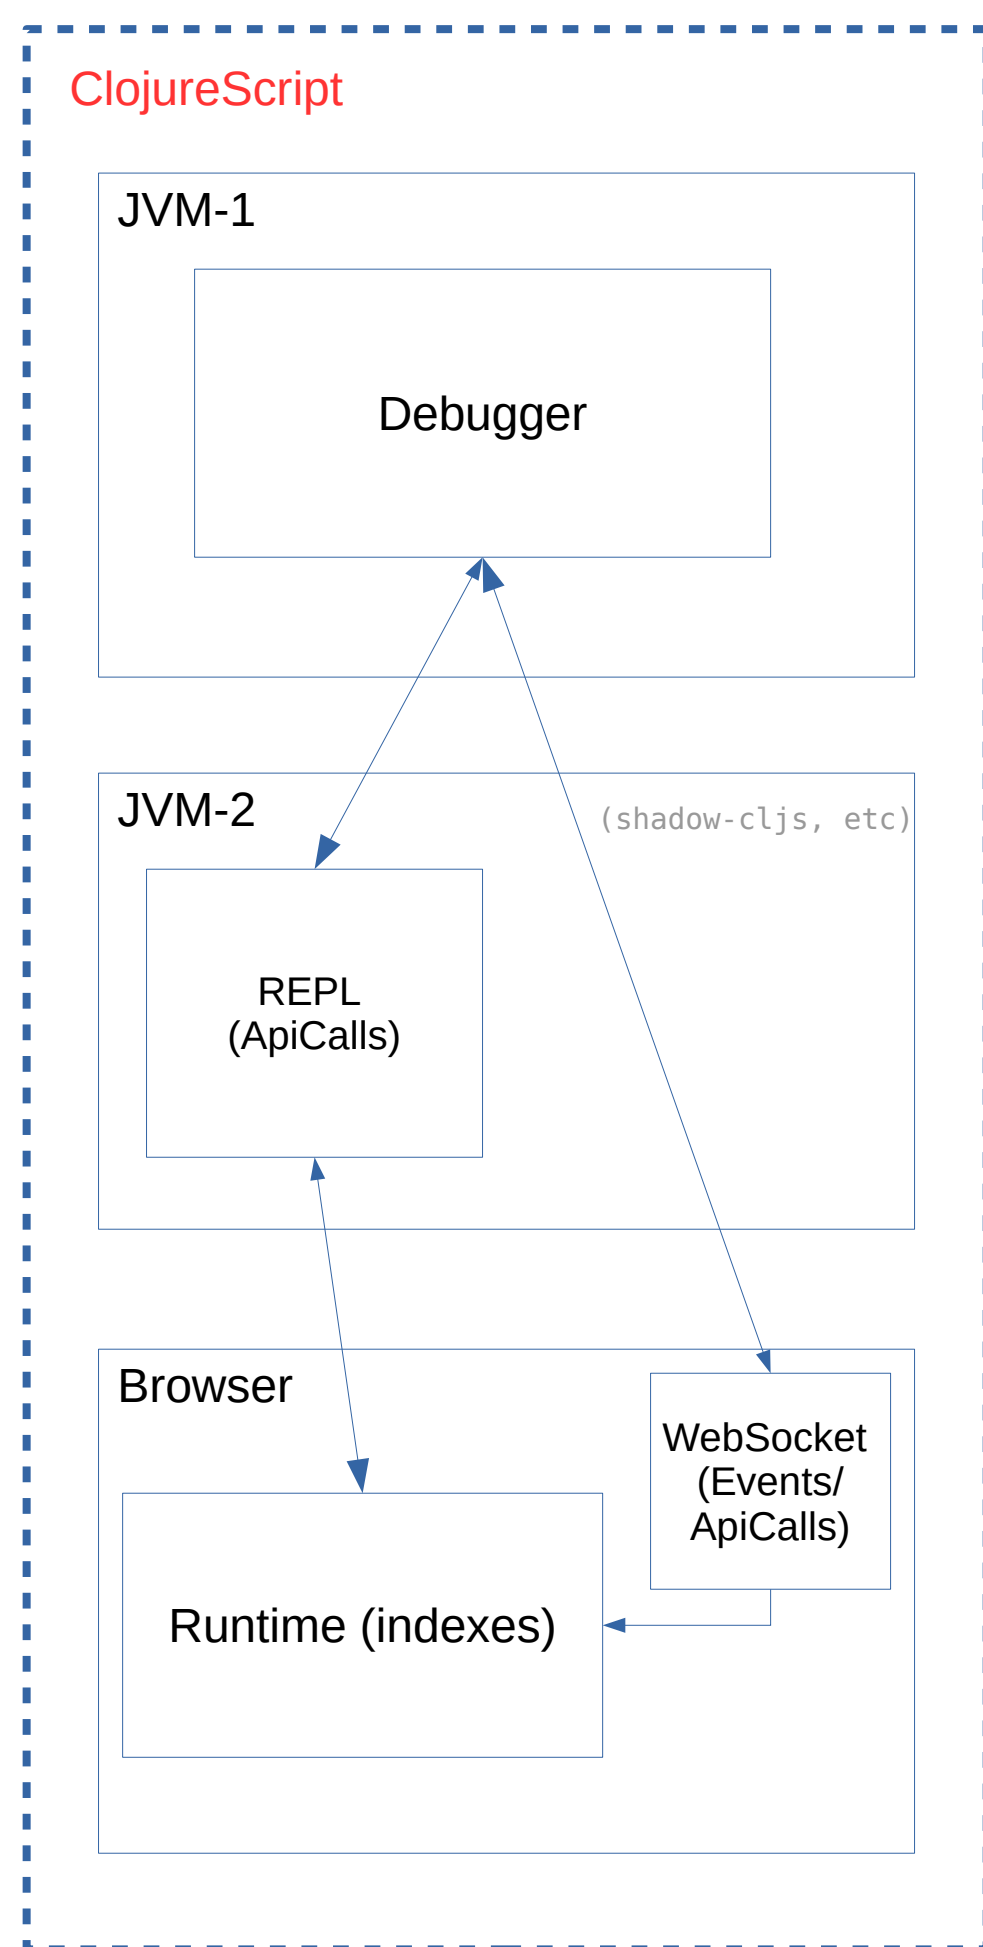 ClojureScript
JVM-1
Debugger
JVM-2
(shadow-cljs, etc)
REPL
(ApiCalls)
Browser
WebSocket
(Events/
ApiCalls)
Runtime (indexes)